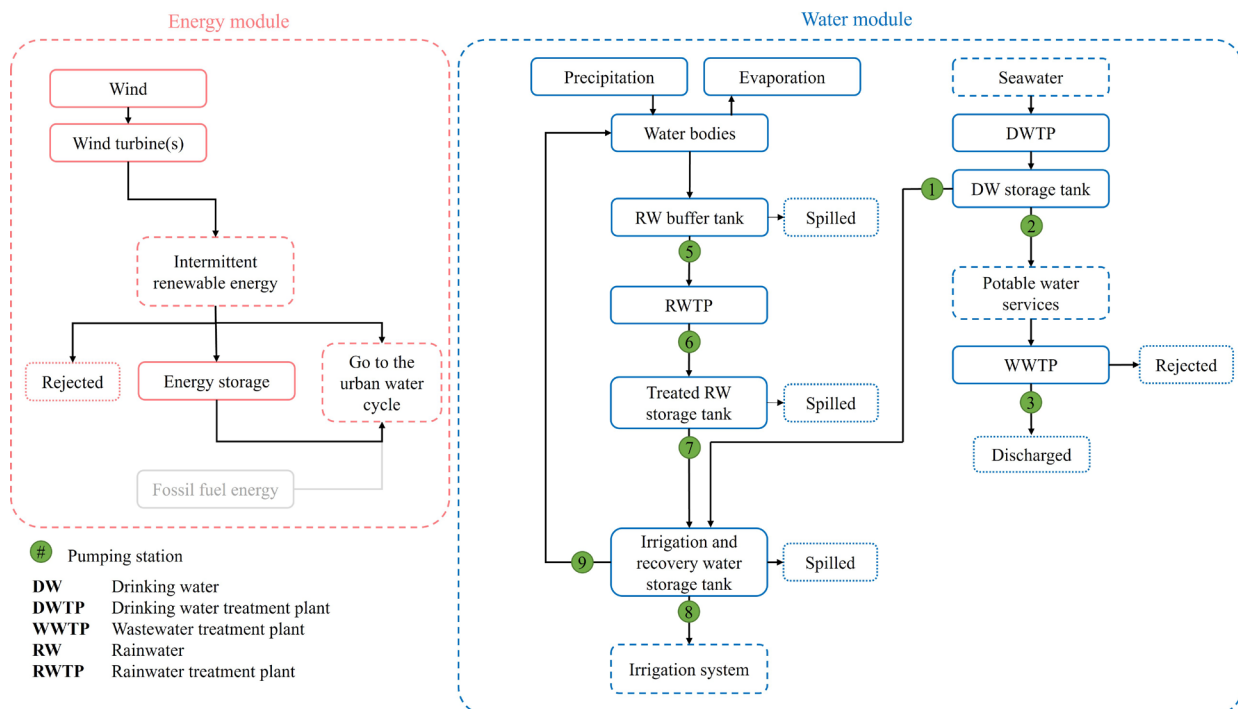 Energy module
Wind
Wind turbine(s)
Intermittent
renewable energy
Rejected
Energy storage
Go to the
urban water
cycle
Fossil fuel energy
# Pumping station
DW Drinking water
DWTP Drinking water treatment plant
WWTP Wastewater treatment plant
RW Rainwater
RWTP Rainwater treatment plant
Water module
Precipitation
Evaporation
Water bodies
RW buffer tank
Spilled
5
RWTP
6
Treated RW
storage tank
Spilled
7
Irrigation and
recovery water
storage tank
Spilled
9
8
Irrigation system
Seawater
DWTP
DW storage tank
1
2
Potable water
services
WWTP
Rejected
3
Discharged